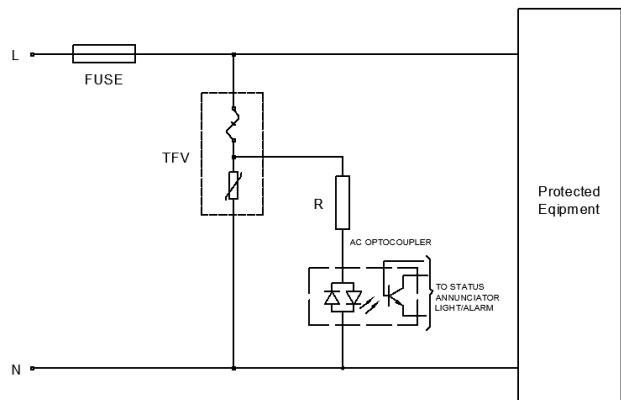 L
FUSE
TFV
R
Protected
Eqipment
AC OPTOCOUPLER
TO STATUS
ANNUNCIATOR
LIGHT/ALARM
N